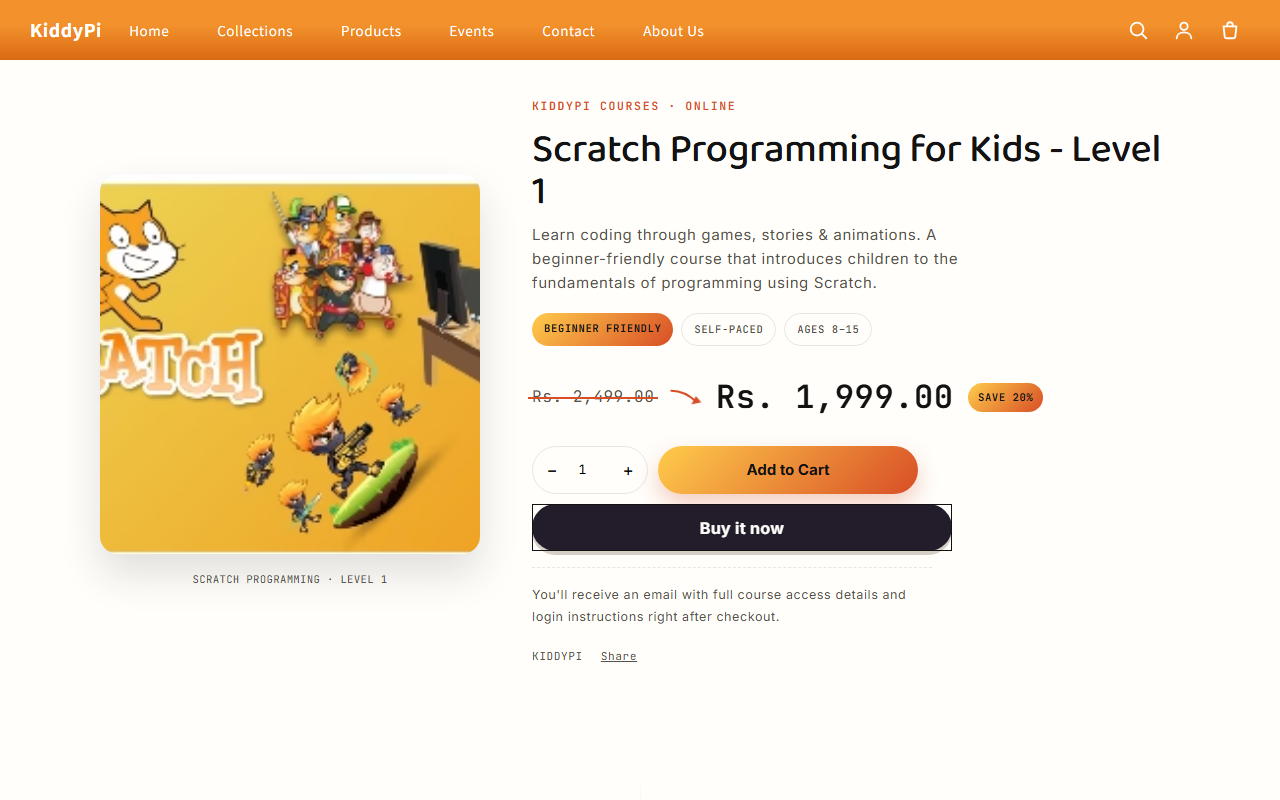 KiddyPi Home Collections Products Events Contact About Us
KIDDYPI COURSES · ONLINE
Scratch Programming for Kids - Level
1
Learn coding through games, stories & animations. A
beginner-friendly course that introduces children to the
fundamentals of programming using Scratch.
BEGINNER FRIENDLY SELF-PACED AGES 8–15
Rs. 2,499.00 Rs. 1,999.00 SAVE 20%
− 1 + Add to Cart
Buy it now
You'll receive an email with full course access details and
login instructions right after checkout.
KIDDYPI Share
ATCH
SCRATCH PROGRAMMING · LEVEL 1